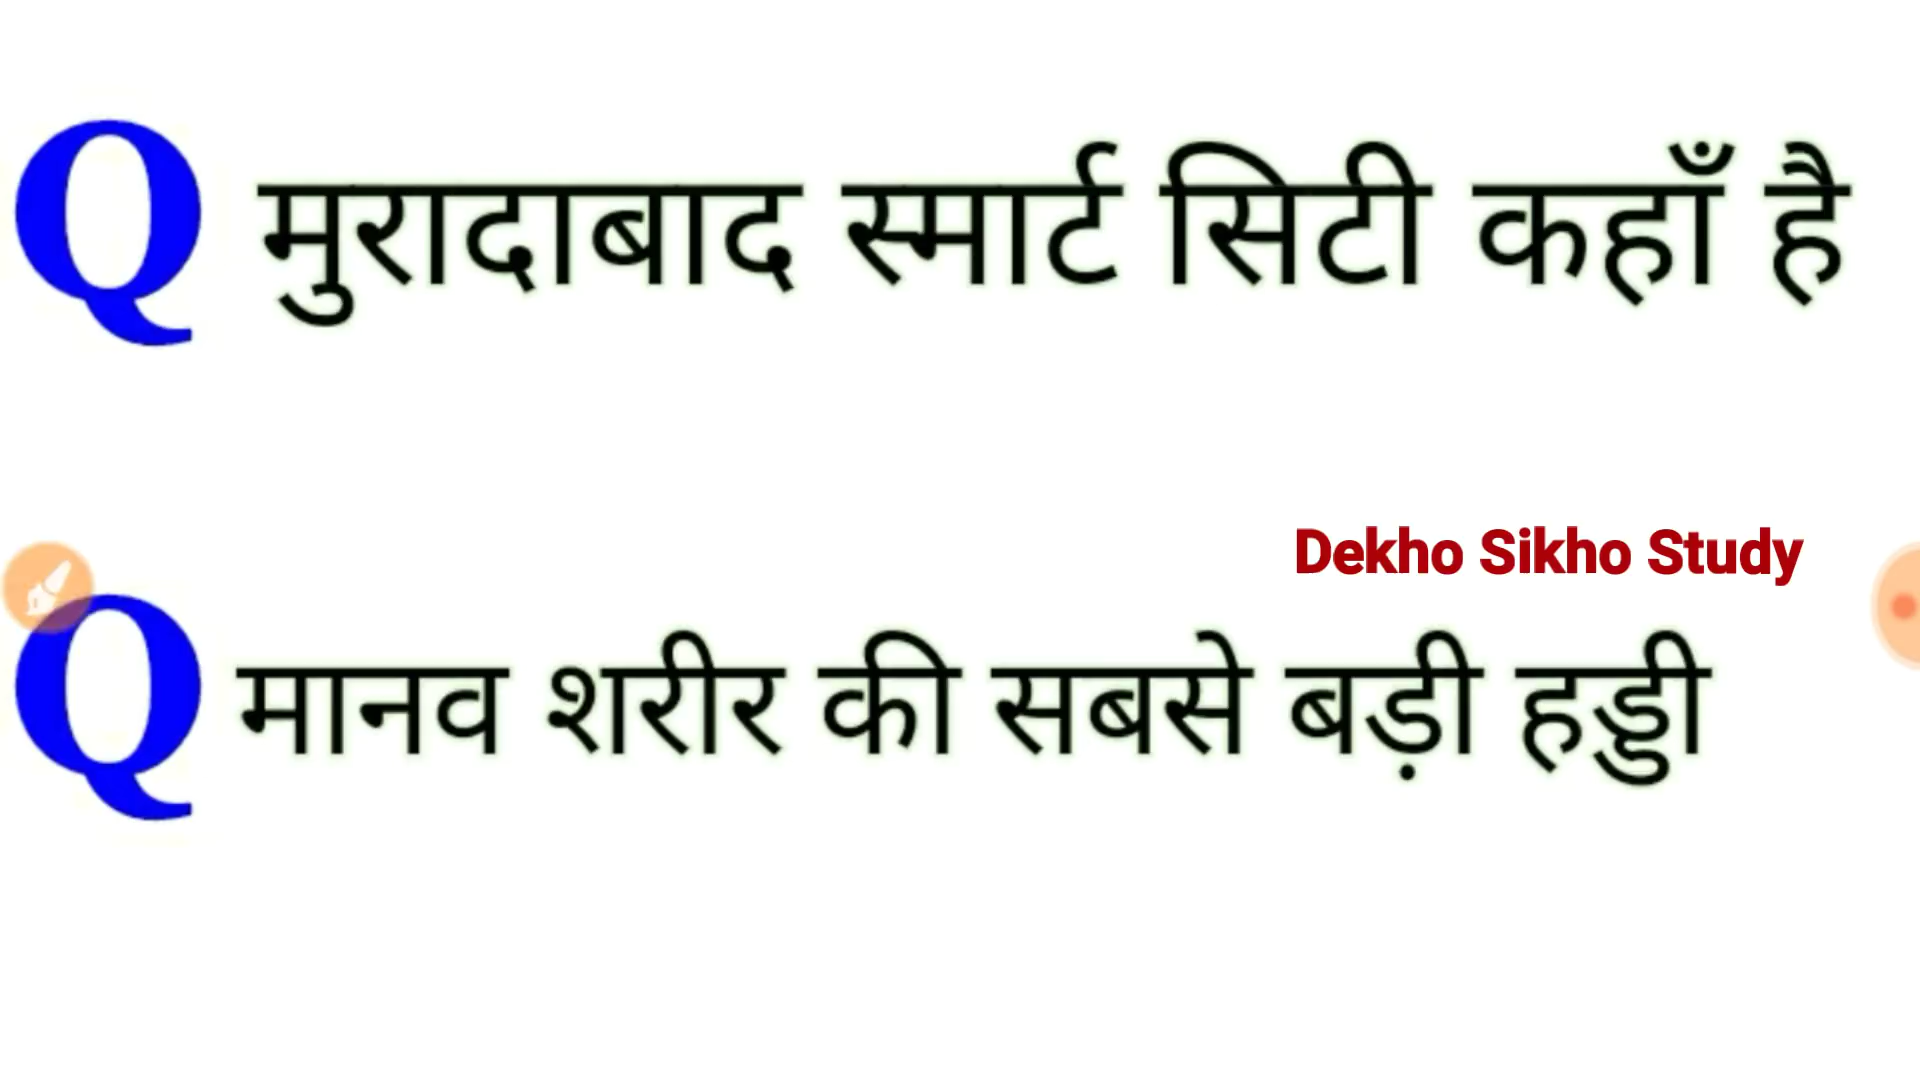 Q मुरादाबाद स्मार्ट सिटी कहाँ है
Dekho Sikho Study
Q मानव शरीर की सबसे बड़ी हड्डी